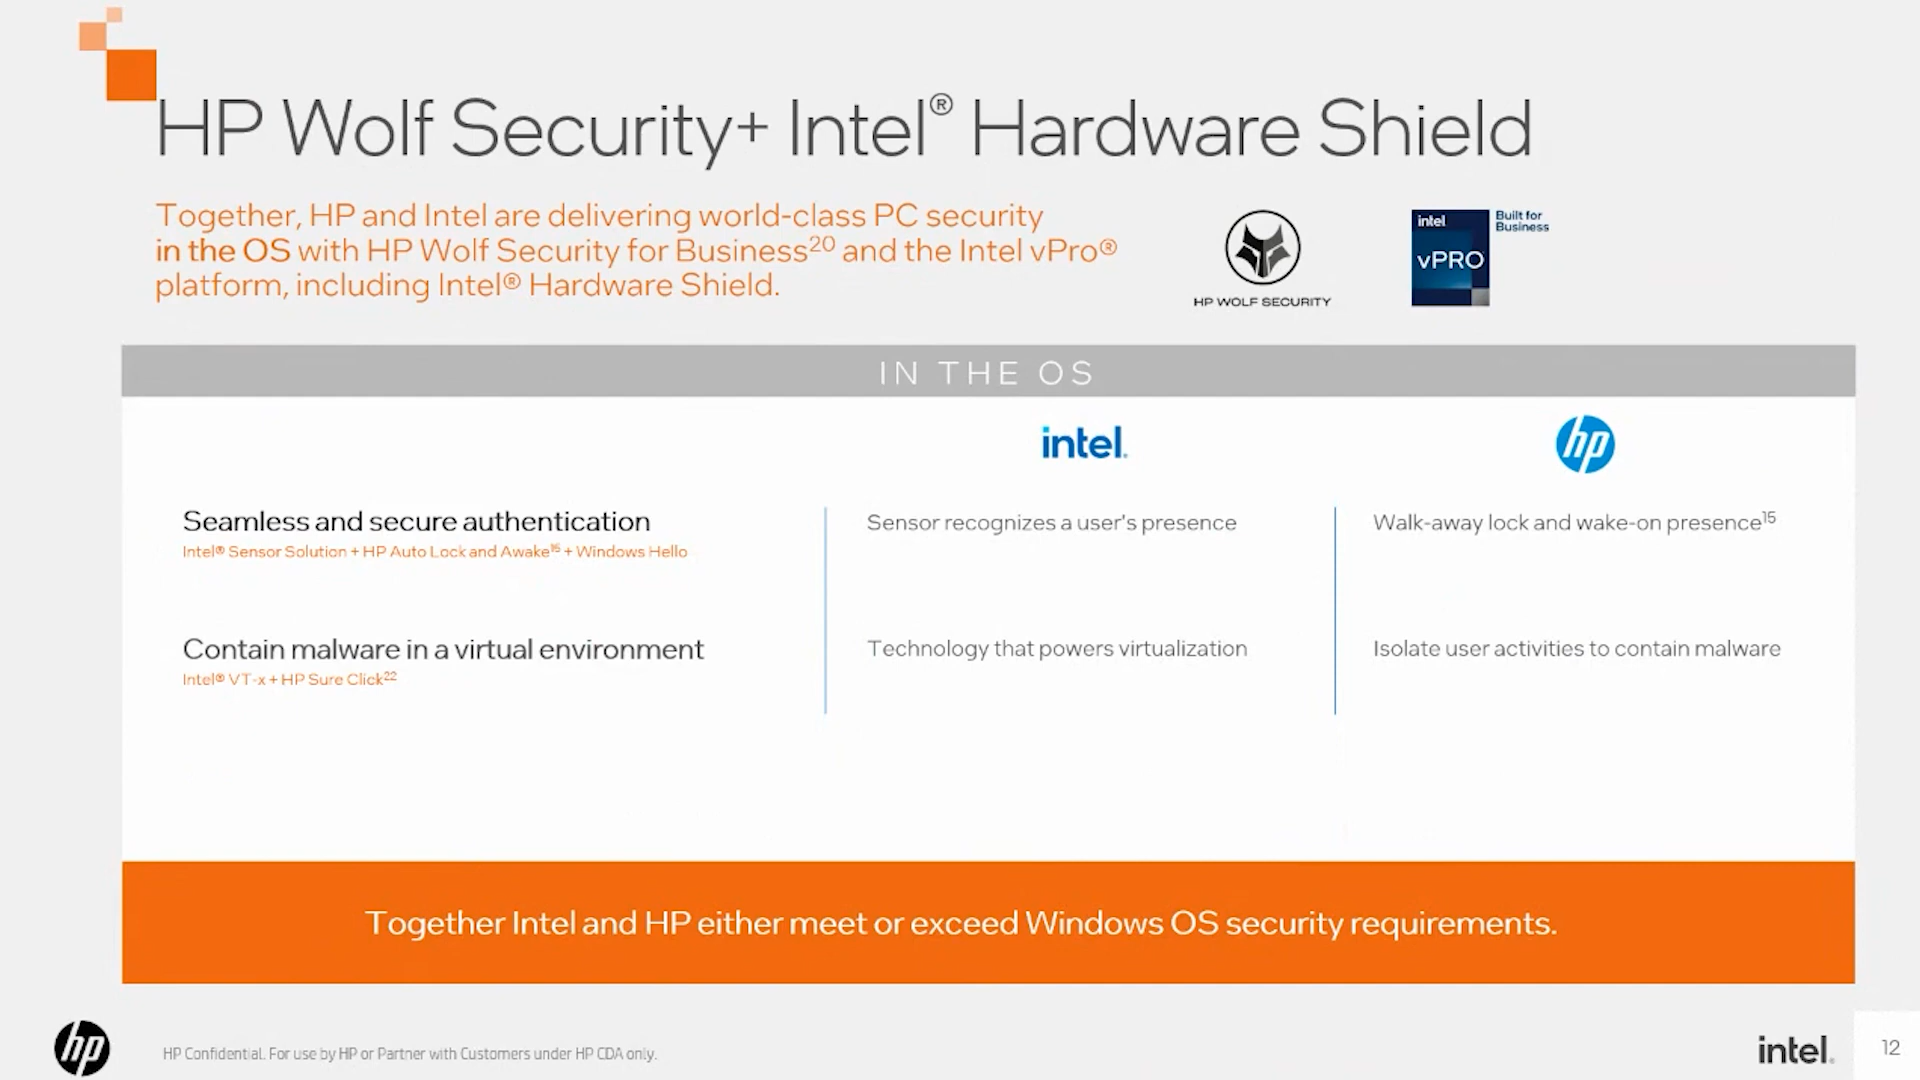 HP Wolf Security+ Intel® Hardware Shield
Together, HP and Intel are delivering world-class PC security
in the OS with HP Wolf Security for Business20 and the Intel vPro®
platform, including Intel® Hardware Shield.
HP WOLF SECURITY
intel
vPRO
Built for
Business
IN THE OS
intel.
hp
Seamless and secure authentication
Intel® Sensor Solution + HP Auto Lock and Awake16 + Windows Hello
Sensor recognizes a user's presence
Walk-away lock and wake-on presence15
Contain malware in a virtual environment
Intel® VT-x + HP Sure Click22
Technology that powers virtualization
Isolate user activities to contain malware
Together Intel and HP either meet or exceed Windows OS security requirements.
hp
HP Confidential. For use by HP or Partner with Customers under HP CDA only.
intel.
12